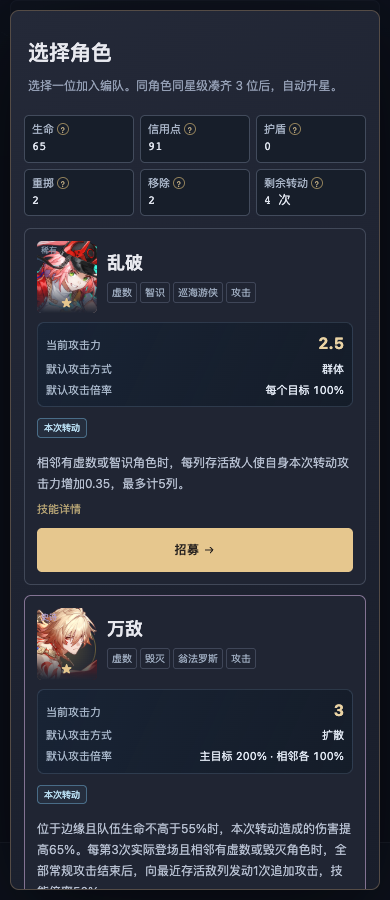 选择角色
选择一位加入编队。同角色同星级凑齐 3 位后，自动升星。
生命 ?
65
信用点 ?
91
护盾 ?
0
重掷 ?
2
移除 ?
2
剩余转动 ?
4 次
乱破
虚数 智识 巡海游侠 攻击
当前攻击力 2.5
默认攻击方式 群体
默认攻击倍率 每个目标 100%
本次转动
相邻有虚数或智识角色时，每列存活敌人使自身本次转动攻
击力增加0.35，最多计5列。
技能详情
招募 →
万敌
虚数 毁灭 翁法罗斯 攻击
当前攻击力 3
默认攻击方式 扩散
默认攻击倍率 主目标 200% · 相邻各 100%
本次转动
位于边缘且队伍生命不高于55%时，本次转动造成的伤害提
高65%。每第3次实际登场且相邻有虚数或毁灭角色时，全
部常规攻击结束后，向最近存活敌列发动1次追加攻击，技